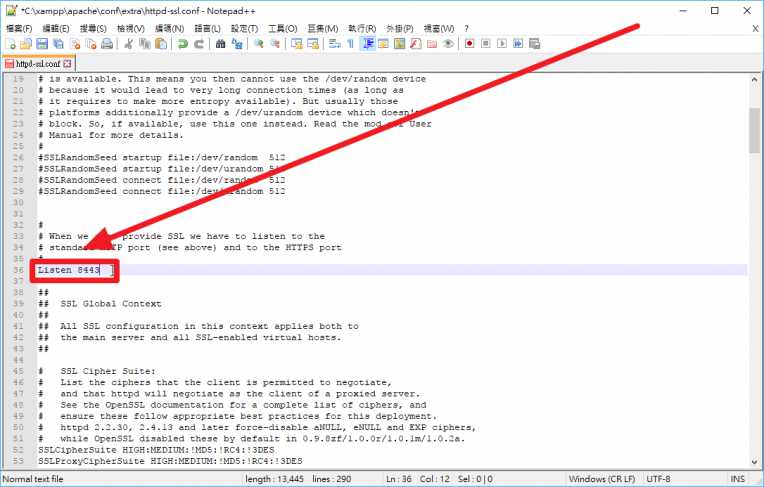 *C:\xampp\apache\conf\extra\httpd-ssl.conf - Notepad++
檔案(F) 編輯(E) 搜尋(S) 檢視(V) 編碼(N) 語言(L) 設定(T) 工具(O) 巨集(M) 執行(R) 外掛(P) 視窗(W) ? X
httpd-ssl.conf
19 # is available. This means you then cannot use the /dev/random device
20 # because it would lead to very long connection times (as long as
21 # it requires to make more entropy available). But usually those
22 # platforms additionally provide a /dev/urandom device which doesn't
23 # block. So, if available, use this one instead. Read the mod User
24 # Manual for more details.
25 #
26 #SSLRandomSeed startup file:/dev/random 512
27 #SSLRandomSeed startup file:/dev/urandom 512
28 #SSLRandomSeed connect file:/dev/random 512
29 #SSLRandomSeed connect file:/dev/urandom 512
30
31
32 #
33 # When we provide SSL we have to listen to the
34 # standard HTTP port (see above) and to the HTTPS port
35 #
36 Listen 8443
37
38 ##
39 ## SSL Global Context
40 ##
41 ## All SSL configuration in this context applies both to
42 ## the main server and all SSL-enabled virtual hosts.
43 ##
44
45 # SSL Cipher Suite:
46 # List the ciphers that the client is permitted to negotiate,
47 # and that httpd will negotiate as the client of a proxied server.
48 # See the OpenSSL documentation for a complete list of ciphers, and
49 # ensure these follow appropriate best practices for this deployment.
50 # httpd 2.2.30, 2.4.13 and later force-disable aNULL, eNULL and EXP ciphers,
51 # while OpenSSL disabled these by default in 0.9.8zf/1.0.0r/1.0.1m/1.0.2a.
52 SSLCipherSuite HIGH:MEDIUM:!MD5:!RC4:!3DES
53 SSLProxyCipherSuite HIGH:MEDIUM:!MD5:!RC4:!3DES
Normal text file length : 13,445 lines : 290 Ln : 36 Col : 12 Sel : 0 | 0 Windows (CR LF) UTF-8 INS